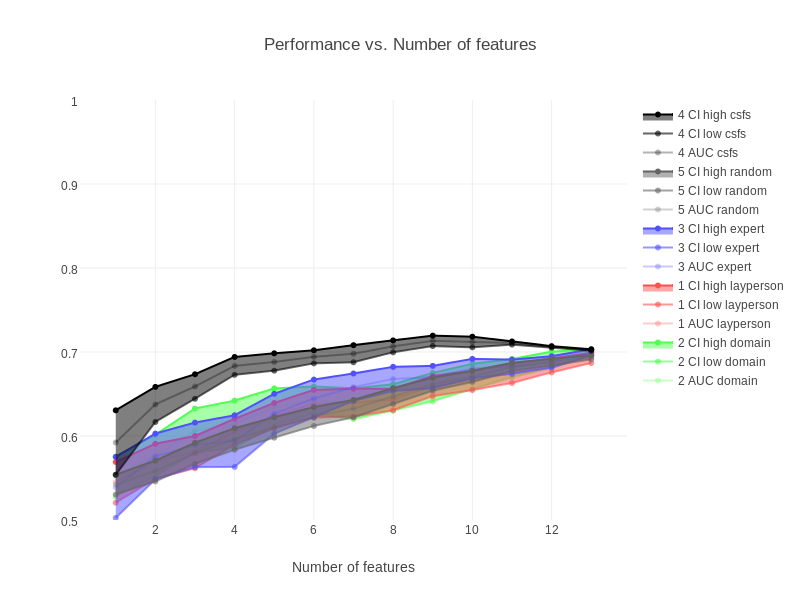 Performance vs. Number of features
1
0.9
0.8
0.7
0.6
0.5
2
4
6
8
10
12
Number of features
4 CI high csfs
4 CI low csfs
4 AUC csfs
5 CI high random
5 CI low random
5 AUC random
3 CI high expert
3 CI low expert
3 AUC expert
1 CI high layperson
1 CI low layperson
1 AUC layperson
2 CI high domain
2 CI low domain
2 AUC domain